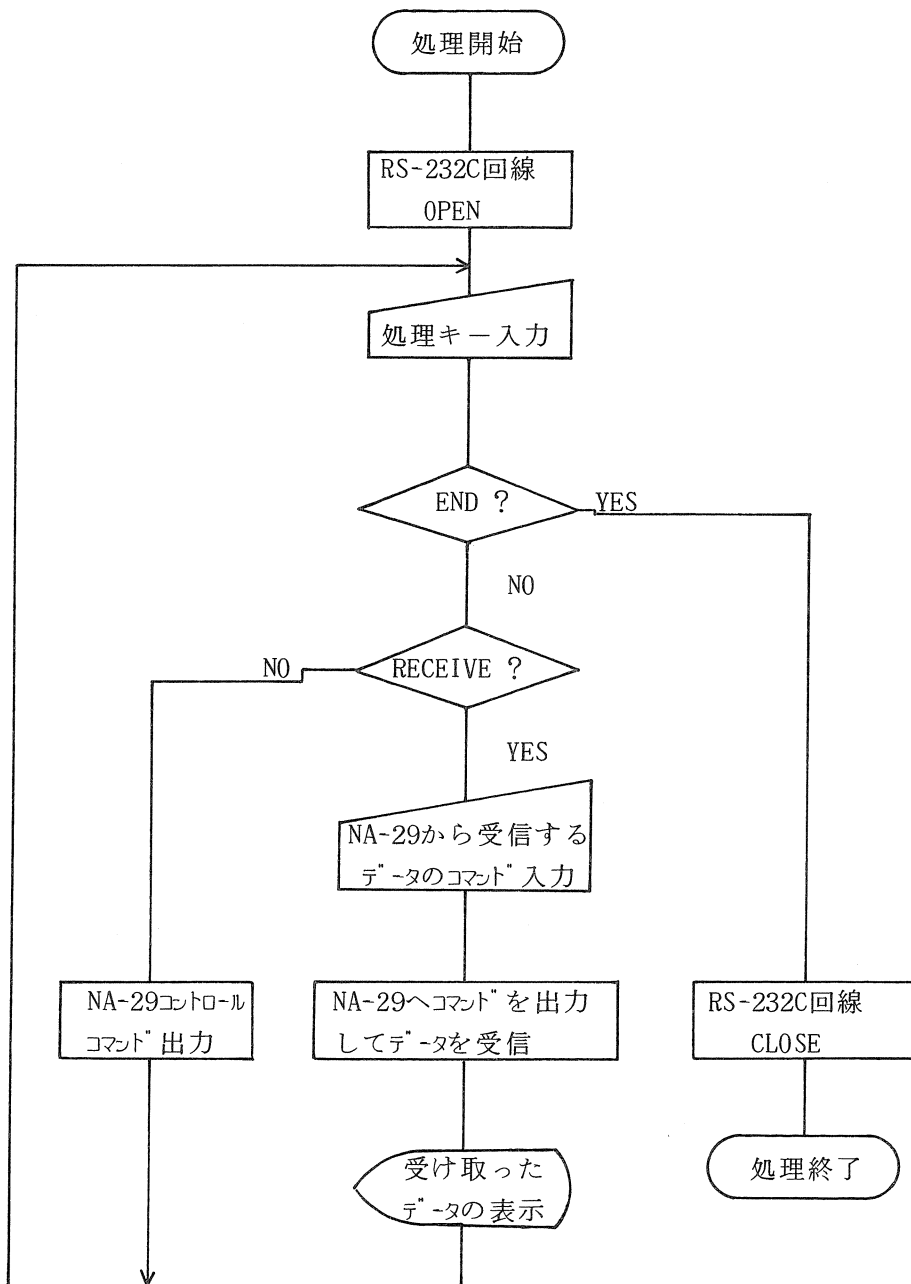 処理開始
RS-232C回線
OPEN
処理キー入力
END ?
YES
NO
RECEIVE ?
NO
YES
NA-29から受信する
ﾃﾞｰﾀのｺﾏﾝﾄﾞ入力
NA-29ｺﾝﾄﾛｰﾙ
ｺﾏﾝﾄﾞ出力
NA-29へｺﾏﾝﾄﾞを出力
してﾃﾞｰﾀを受信
RS-232C回線
CLOSE
受け取った
ﾃﾞｰﾀの表示
処理終了